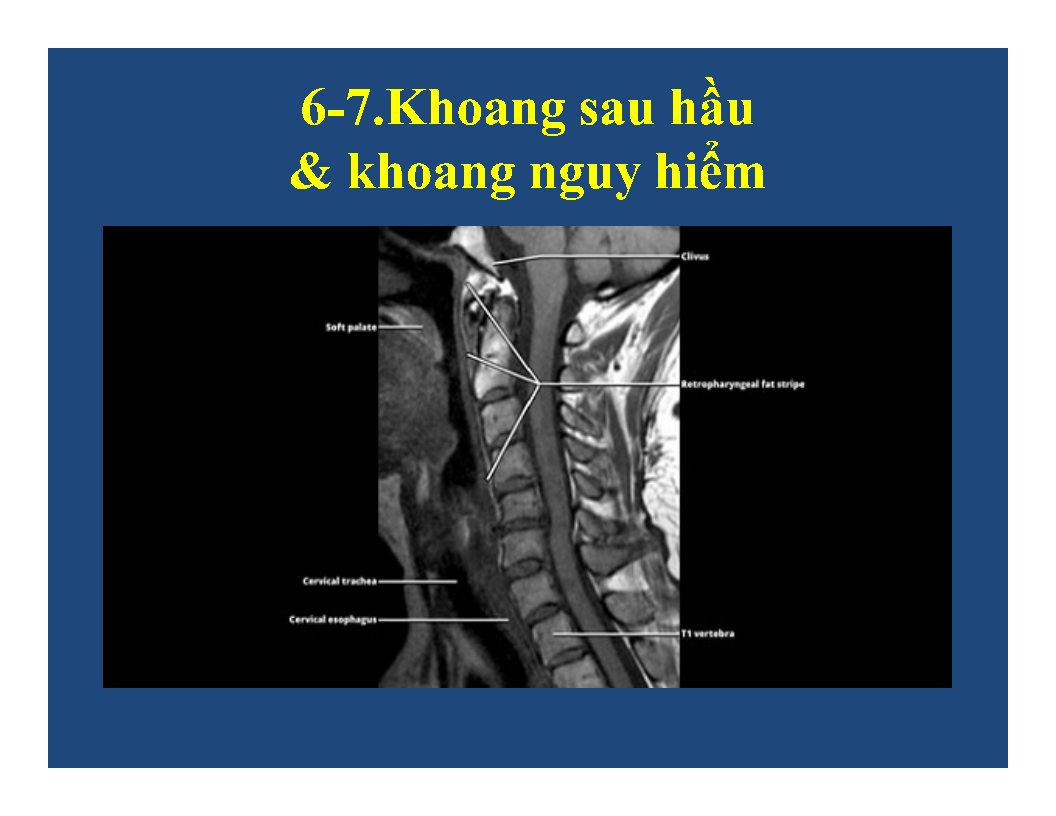 6-7.Khoang sau hầu
& khoang nguy hiểm
Clivus
Soft palate
Retropharyngeal fat stripe
Cervical trachea
Cervical esophagus
T1 vertebra